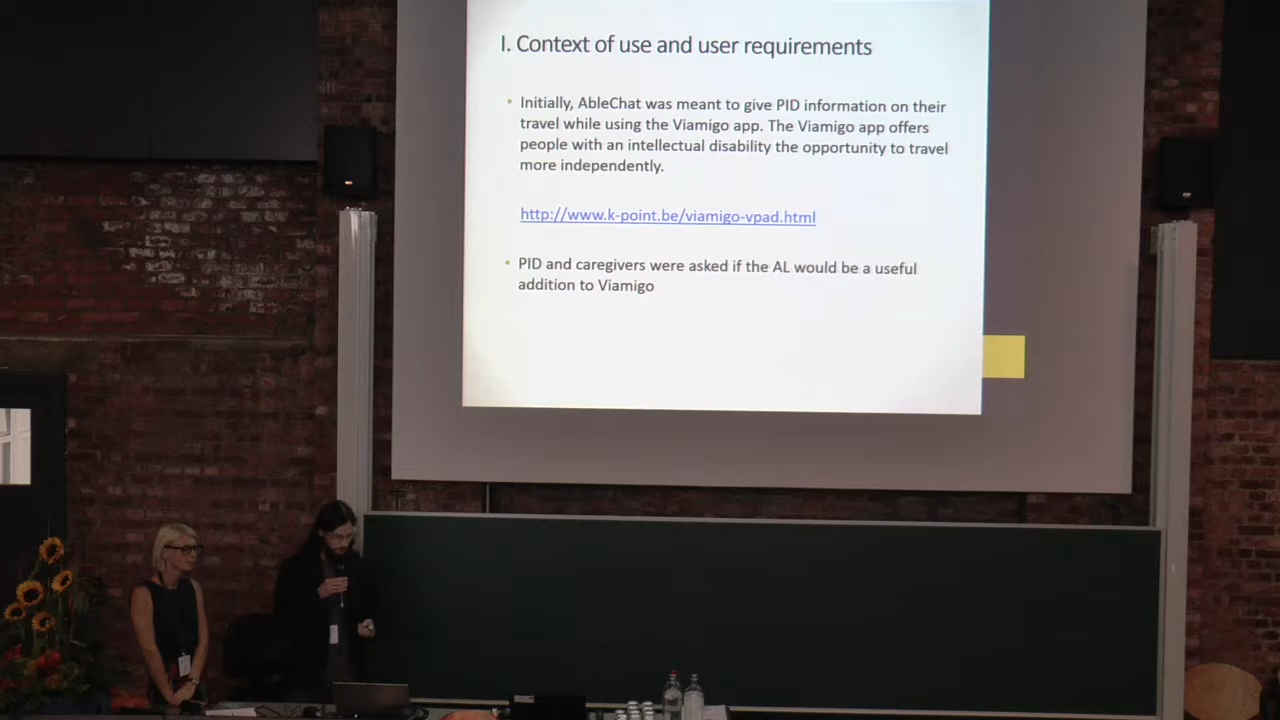 I. Context of use and user requirements
• Initially, AbleChat was meant to give PID information on their
travel while using the Viamigo app. The Viamigo app offers
people with an intellectual disability the opportunity to travel
more independently.
http://www.k-point.be/viamigo-vpad.html
• PID and caregivers were asked if the AL would be a useful
addition to Viamigo